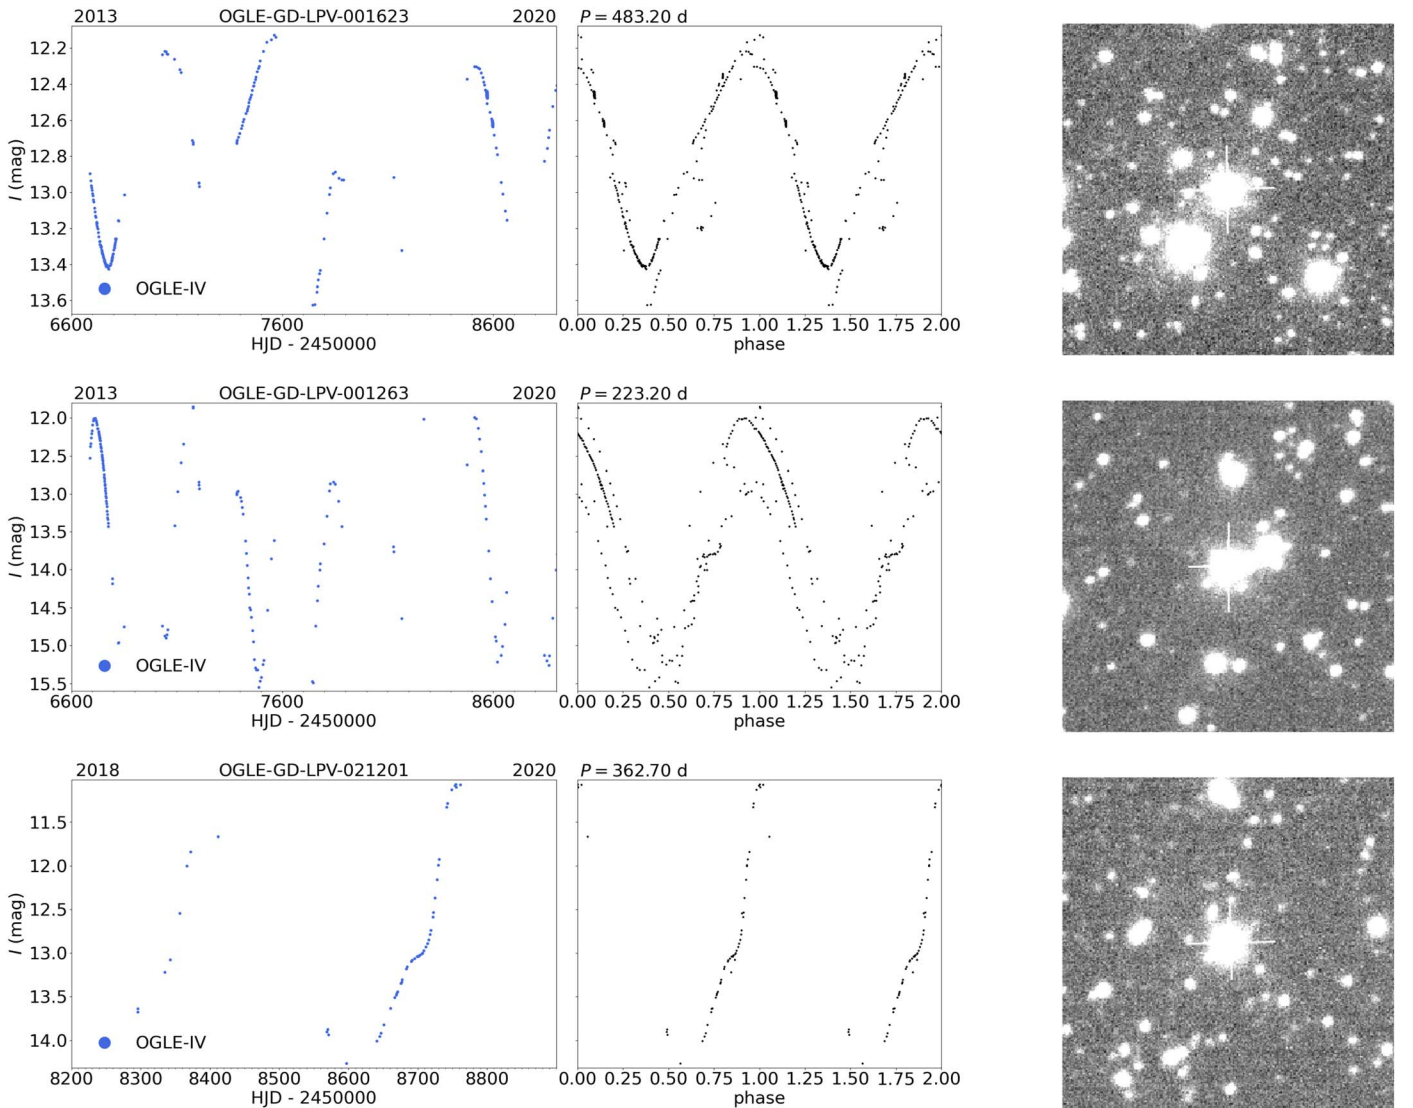 2013 OGLE-GD-LPV-001623 2020 P = 483.20 d
12.2
12.4
12.6
12.8
13.0
13.2
13.4
13.6
I (mag)
OGLE-IV
6600 7600 8600 0.00 0.25 0.50 0.75 1.00 1.25 1.50 1.75 2.00
HJD - 2450000 phase
2013 OGLE-GD-LPV-001263 2020 P = 223.20 d
12.0
12.5
13.0
13.5
14.0
14.5
15.0
15.5
I (mag)
OGLE-IV
6600 7600 8600 0.00 0.25 0.50 0.75 1.00 1.25 1.50 1.75 2.00
HJD - 2450000 phase
2018 OGLE-GD-LPV-021201 2020 P = 362.70 d
11.5
12.0
12.5
13.0
13.5
14.0
I (mag)
OGLE-IV
8200 8300 8400 8500 8600 8700 8800 0.00 0.25 0.50 0.75 1.00 1.25 1.50 1.75 2.00
HJD - 2450000 phase